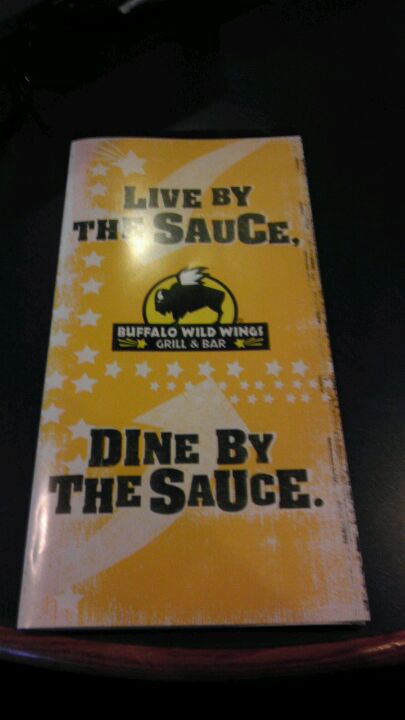 LIVE BY
THE SAUCE,
BUFFALO WILD WINGS
GRILL & BAR
DINE BY
THE SAUCE.